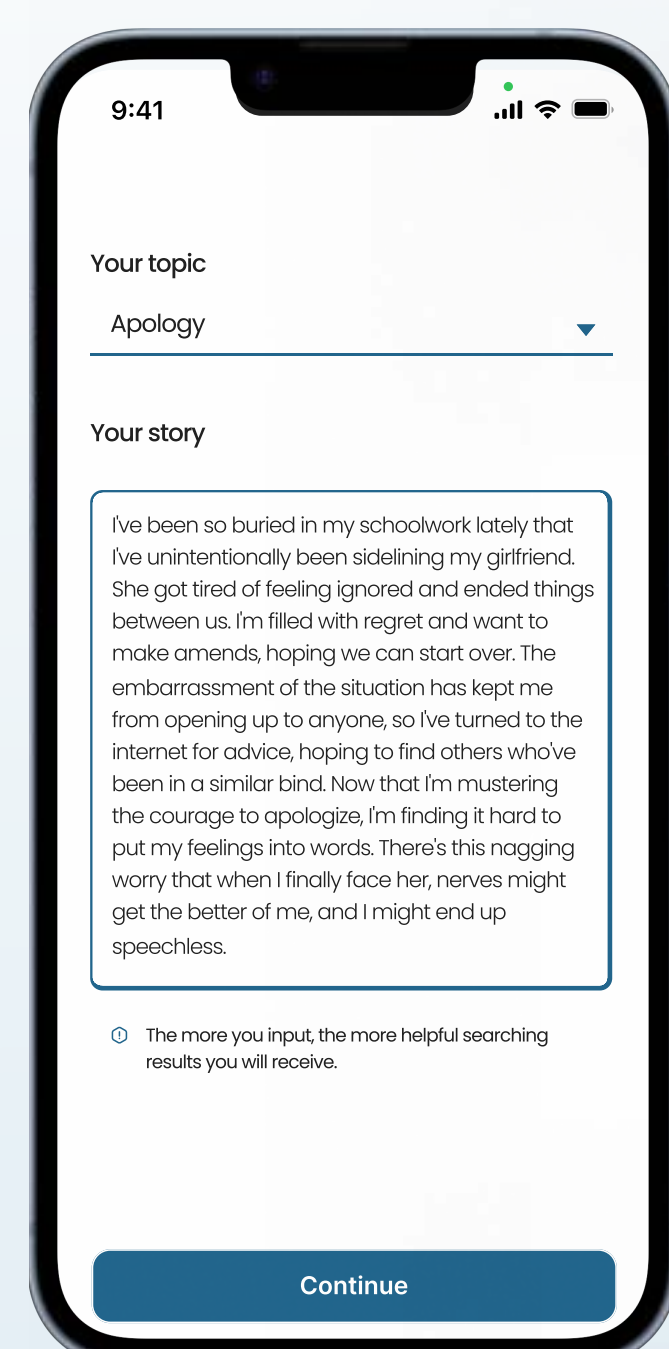 9:41
Your topic
Apology
Your story
I've been so buried in my schoolwork lately that
I've unintentionally been sidelining my girlfriend.
She got tired of feeling ignored and ended things
between us. I'm filled with regret and want to
make amends, hoping we can start over. The
embarrassment of the situation has kept me
from opening up to anyone, so I've turned to the
internet for advice, hoping to find others who've
been in a similar bind. Now that I'm mustering
the courage to apologize, I'm finding it hard to
put my feelings into words. There's this nagging
worry that when I finally face her, nerves might
get the better of me, and I might end up
speechless.
The more you input, the more helpful searching
results you will receive.
Continue